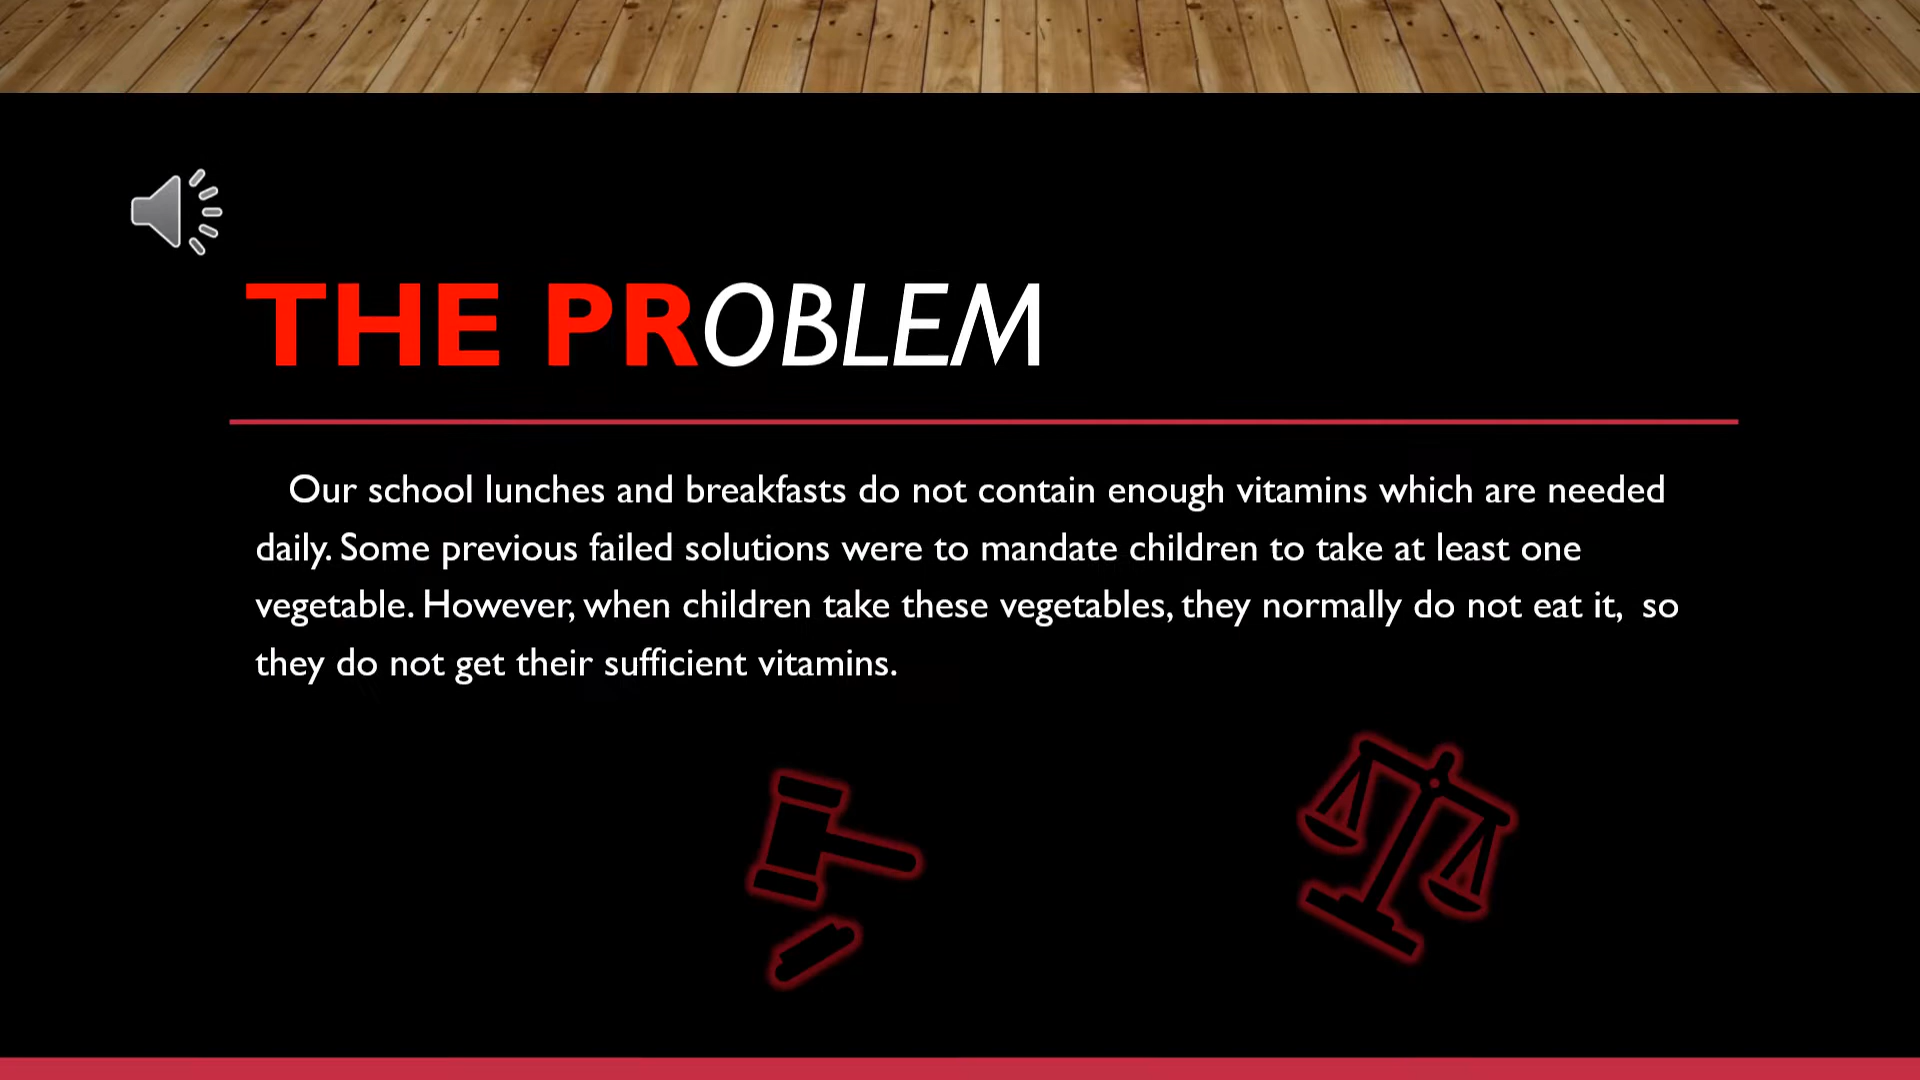 THE PROBLEM
Our school lunches and breakfasts do not contain enough vitamins which are needed
daily. Some previous failed solutions were to mandate children to take at least one
vegetable. However, when children take these vegetables, they normally do not eat it,  so
they do not get their sufficient vitamins.